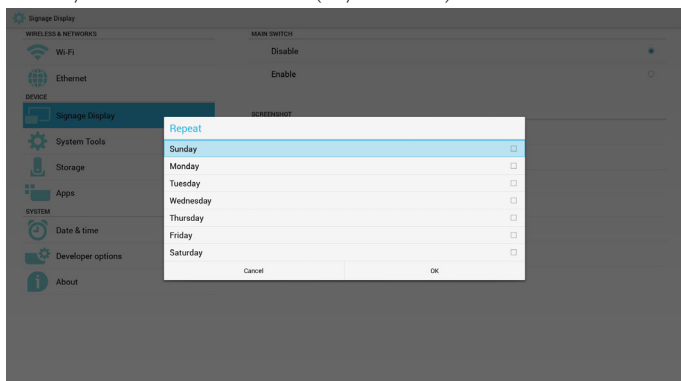 Signage Display
WIRELESS & NETWORKS
Wi-Fi
Ethernet
DEVICE
Signage Display
System Tools
Storage
Apps
SYSTEM
Date & time
Developer options
About
MAIN SWITCH
Disable
Enable
SCREENSHOT
Repeat
Sunday
Monday
Tuesday
Wednesday
Thursday
Friday
Saturday
Cancel
OK